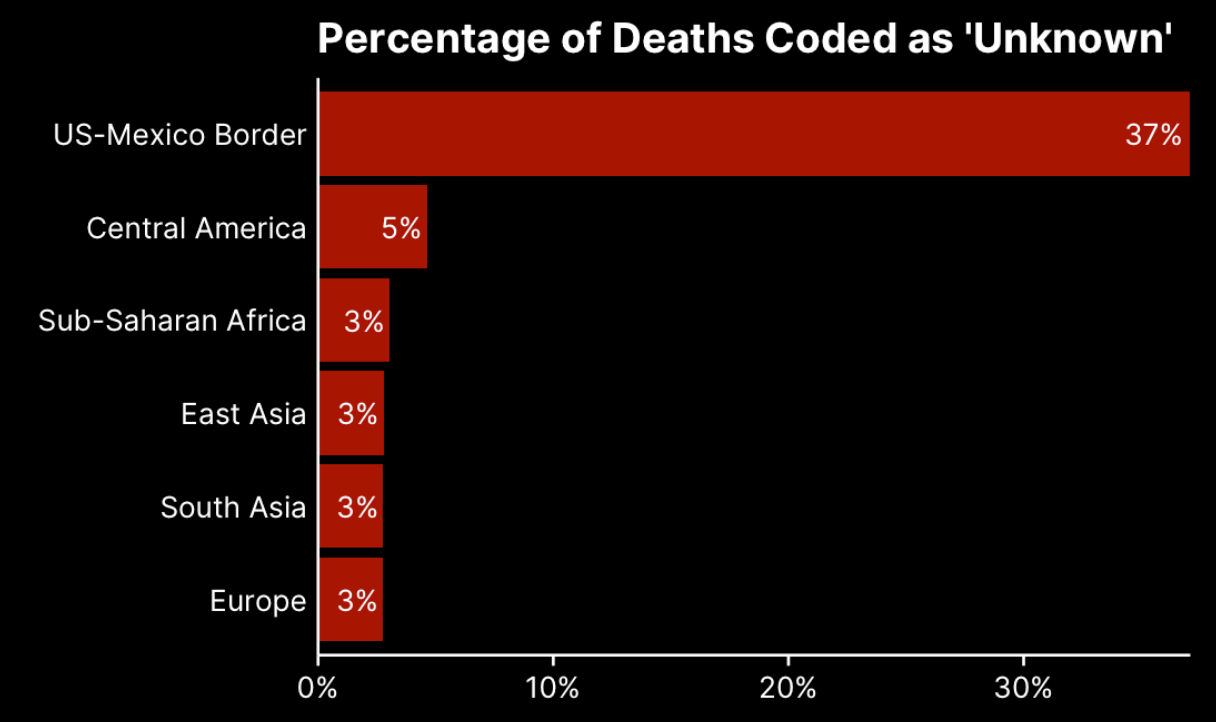 Percentage of Deaths Coded as 'Unknown'
US-Mexico Border 37%
Central America 5%
Sub-Saharan Africa 3%
East Asia 3%
South Asia 3%
Europe 3%
0% 10% 20% 30%